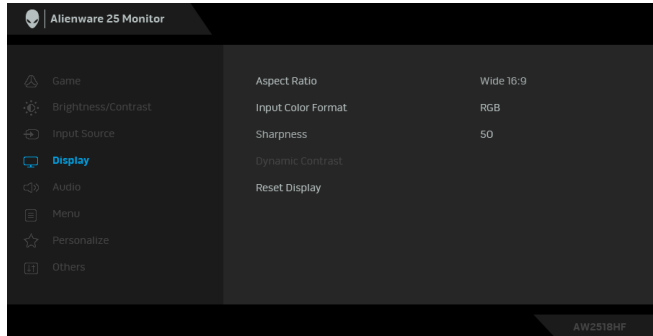 Alienware 25 Monitor
Game
Brightness/Contrast
Input Source
Display
Audio
Menu
Personalize
Others
Aspect Ratio Wide 16:9
Input Color Format RGB
Sharpness 50
Dynamic Contrast
Reset Display
AW2518HF